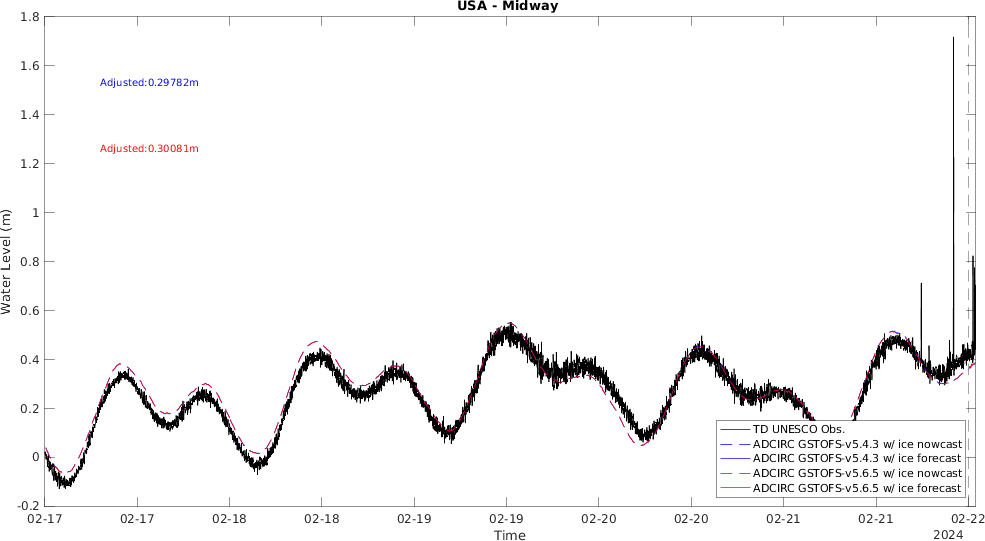 USA - Midway
1.8
1.6
1.4
1.2
1
0.8
0.6
0.4
0.2
0
-0.2
Water Level (m)
Adjusted:0.29782m
Adjusted:0.30081m
TD UNESCO Obs.
ADCIRC GSTOFS-v5.4.3 w/ ice nowcast
ADCIRC GSTOFS-v5.4.3 w/ ice forecast
ADCIRC GSTOFS-v5.6.5 w/ ice nowcast
ADCIRC GSTOFS-v5.6.5 w/ ice forecast
02-17 02-17 02-18 02-18 02-19 02-19 02-20 02-20 02-21 02-21 02-22
Time
2024